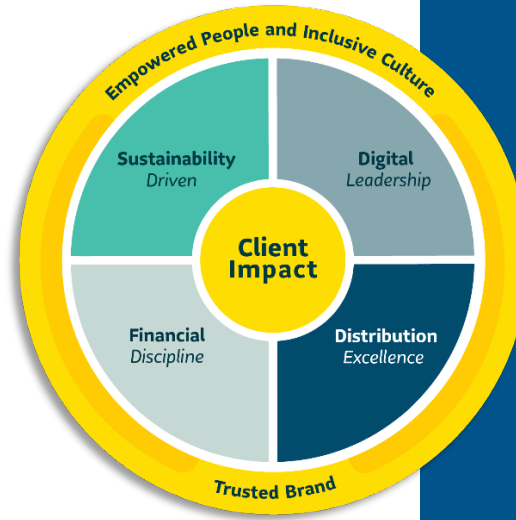 Empowered People and Inclusive Culture
Sustainability
Driven
Digital
Leadership
Client
Impact
Financial
Discipline
Distribution
Excellence
Trusted Brand